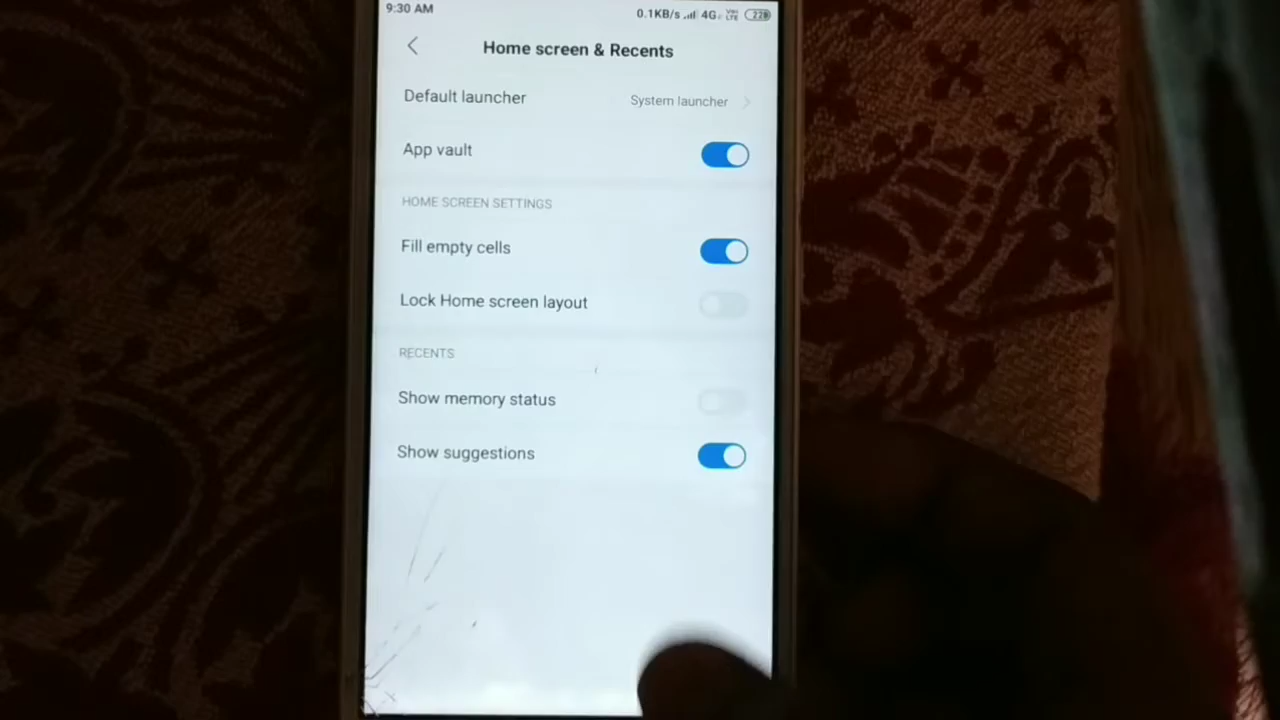 9:30 AM
0.1KB/s 4G
Home screen & Recents
Default launcher System launcher
App vault
HOME SCREEN SETTINGS
Fill empty cells
Lock Home screen layout
RECENTS
Show memory status
Show suggestions